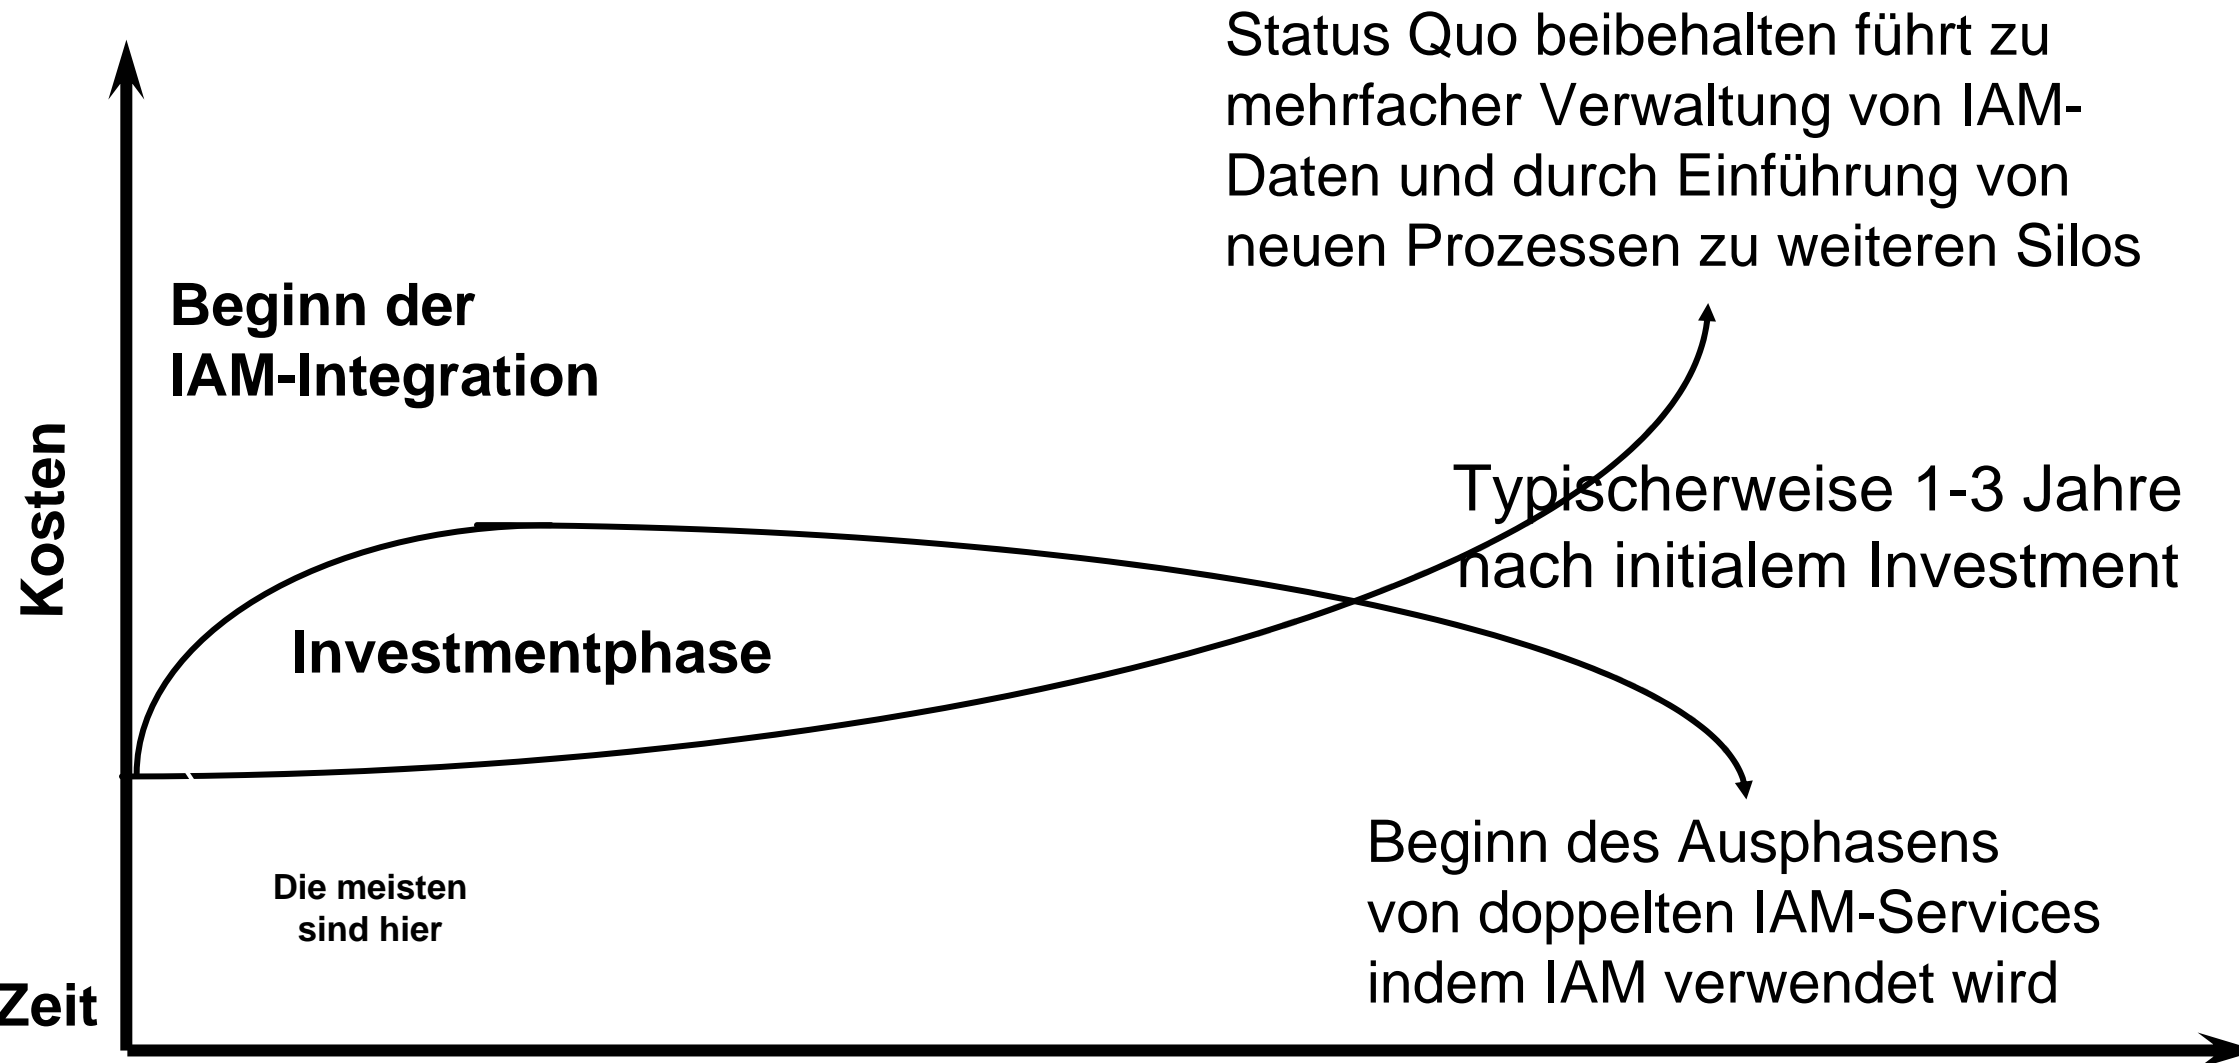 Status Quo beibehalten führt zu
mehrfacher Verwaltung von IAM-
Daten und durch Einführung von
neuen Prozessen zu weiteren Silos
Beginn der
IAM-Integration
Kosten
Typischerweise 1-3 Jahre
nach initialem Investment
Investmentphase
Beginn des Ausphasens
von doppelten IAM-Services
indem IAM verwendet wird
Die meisten
sind hier
Zeit